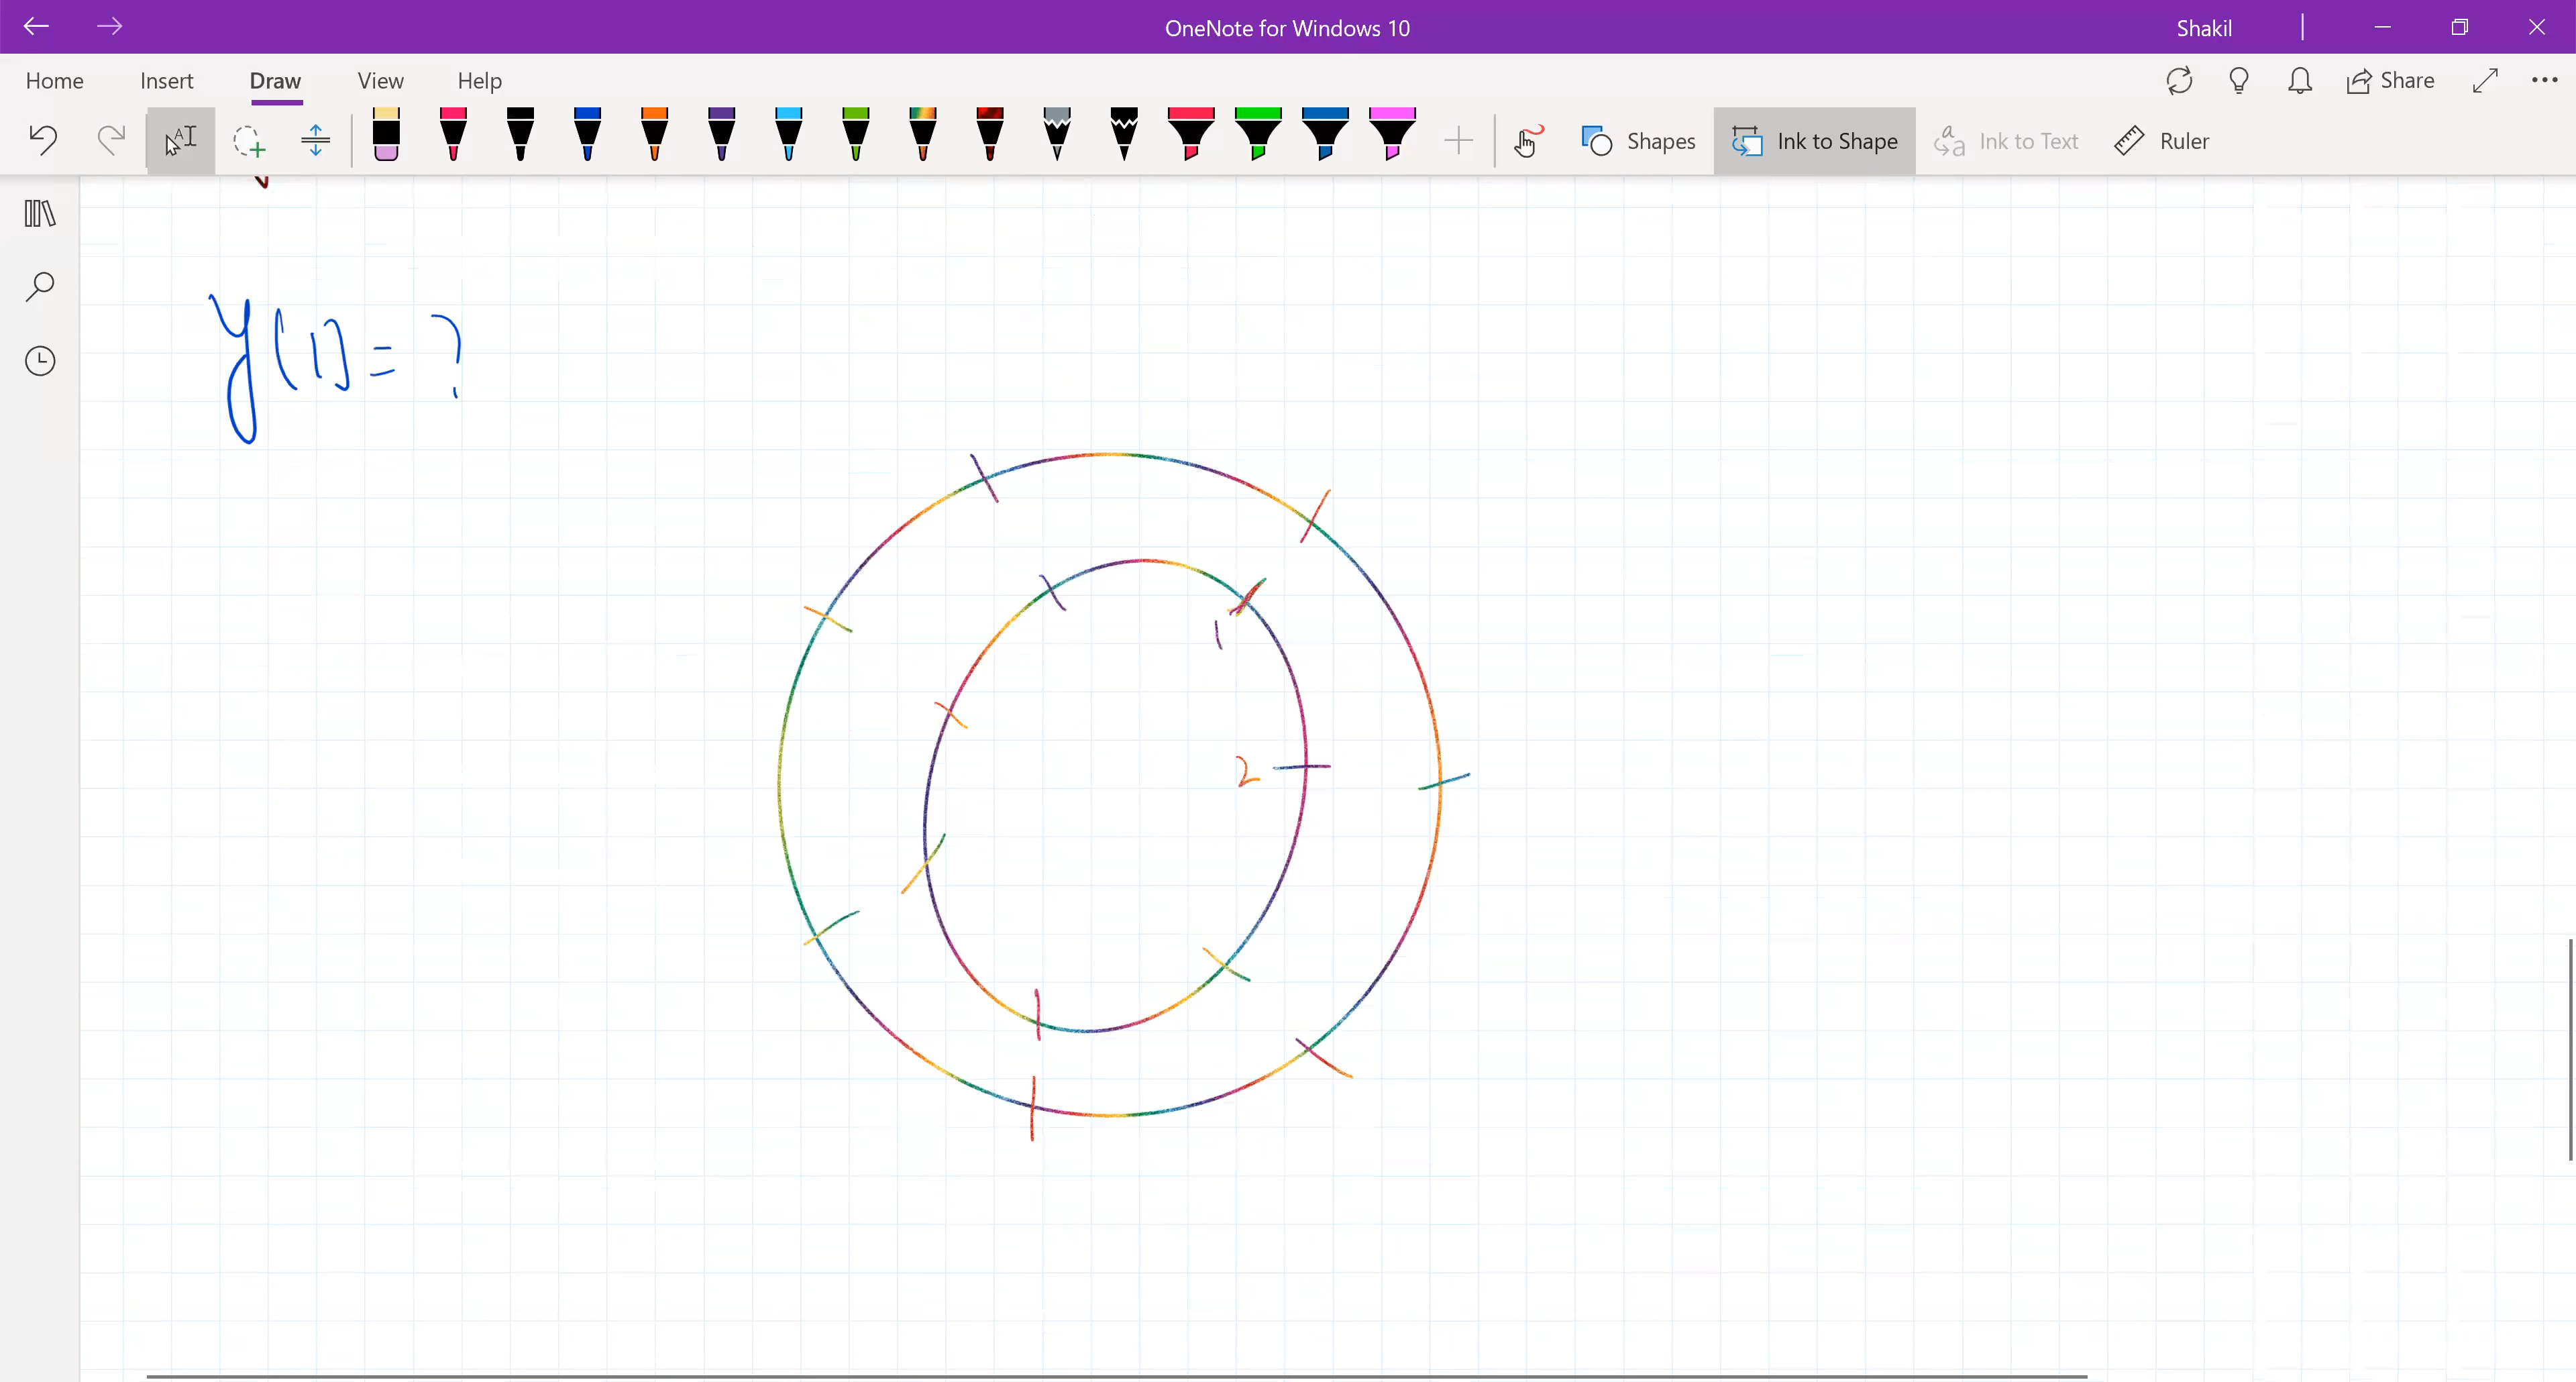 OneNote for Windows 10
Shakil
Home Insert Draw View Help
Share
Shapes Ink to Shape Ink to Text Ruler
y(1) = ?
1
2